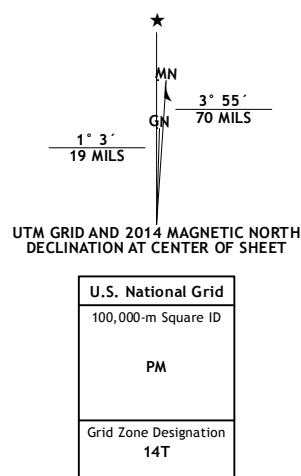 MN
3° 55´
70 MILS
GN
1° 3´
19 MILS
UTM GRID AND 2014 MAGNETIC NORTH
DECLINATION AT CENTER OF SHEET
U.S. National Grid
100,000-m Square ID
PM
Grid Zone Designation
14T